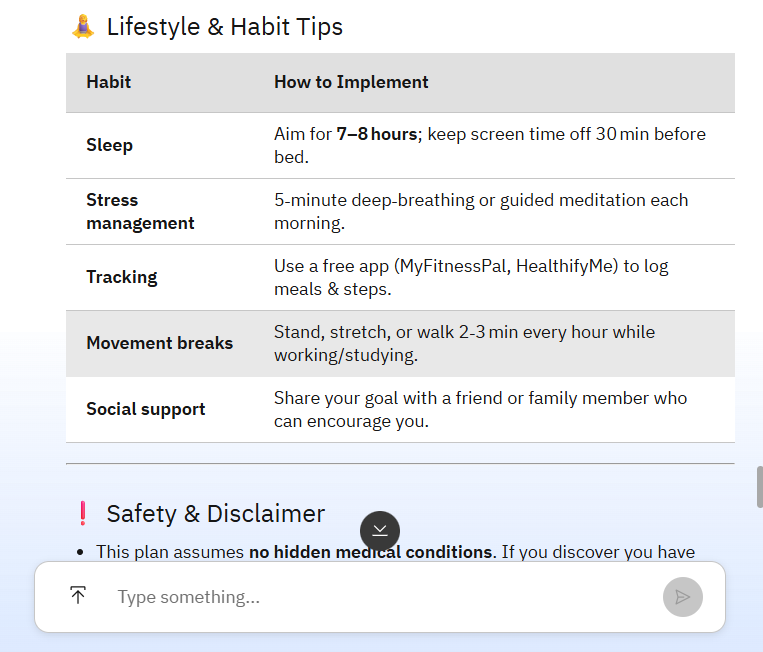 Lifestyle & Habit Tips
Habit How to Implement
Sleep
Aim for 7–8 hours; keep screen time off 30 min before
bed.
Stress
management
5-minute deep-breathing or guided meditation each
morning.
Tracking
Use a free app (MyFitnessPal, HealthifyMe) to log
meals & steps.
Movement breaks
Stand, stretch, or walk 2-3 min every hour while
working/studying.
Social support
Share your goal with a friend or family member who
can encourage you.
Safety & Disclaimer
This plan assumes no hidden medical conditions. If you discover you have
Type something...